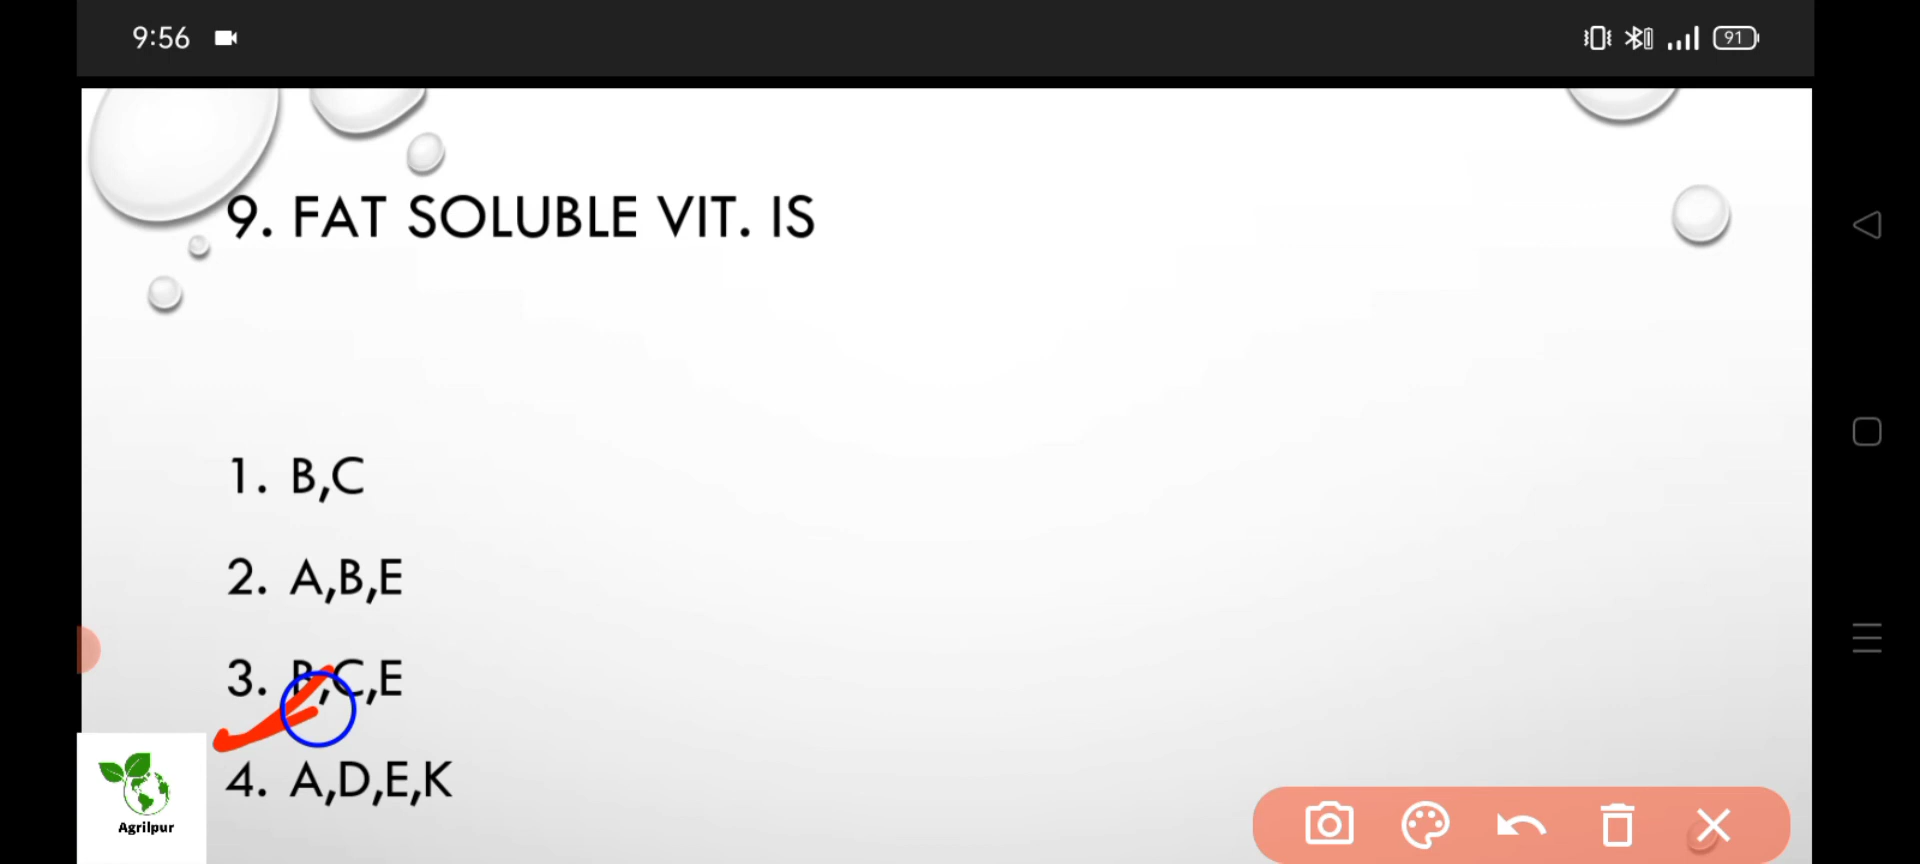 9:56
91
9. FAT SOLUBLE VIT. IS
1. B,C
2. A,B,E
3. B,C,E
4. A,D,E,K
Agrilpur